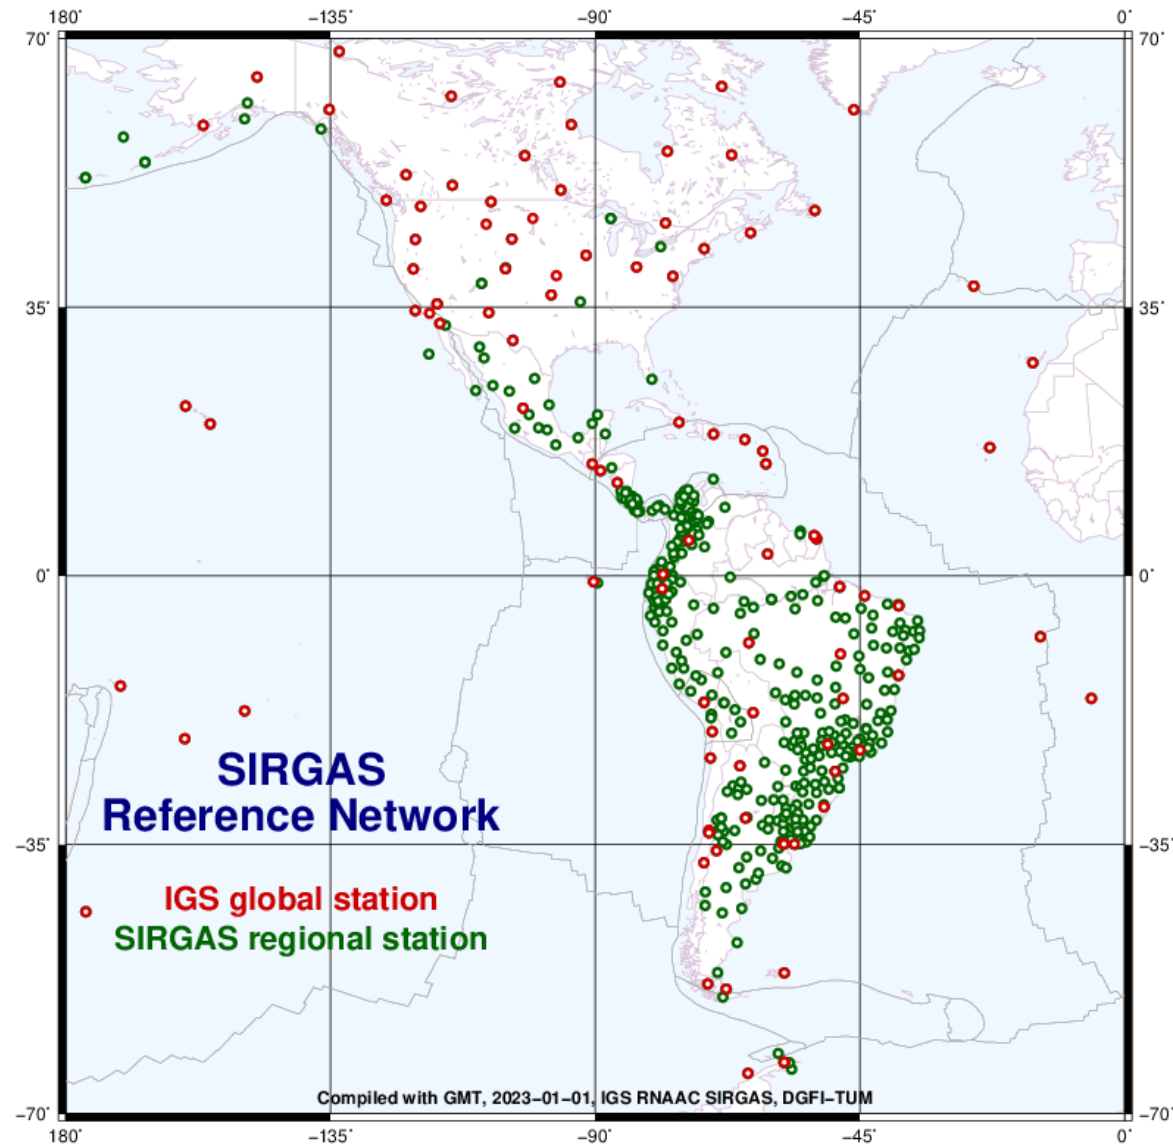 180˚ −135˚ −90˚ −45˚ 0˚
70˚ 70˚
35˚ 35˚
0˚ 0˚
SIRGAS
Reference Network
−35˚ −35˚
IGS global station
SIRGAS regional station
Compiled with GMT, 2023−01−01, IGS RNAAC SIRGAS, DGFI−TUM
−70˚ −70˚
180˚ −135˚ −90˚ −45˚ 0˚